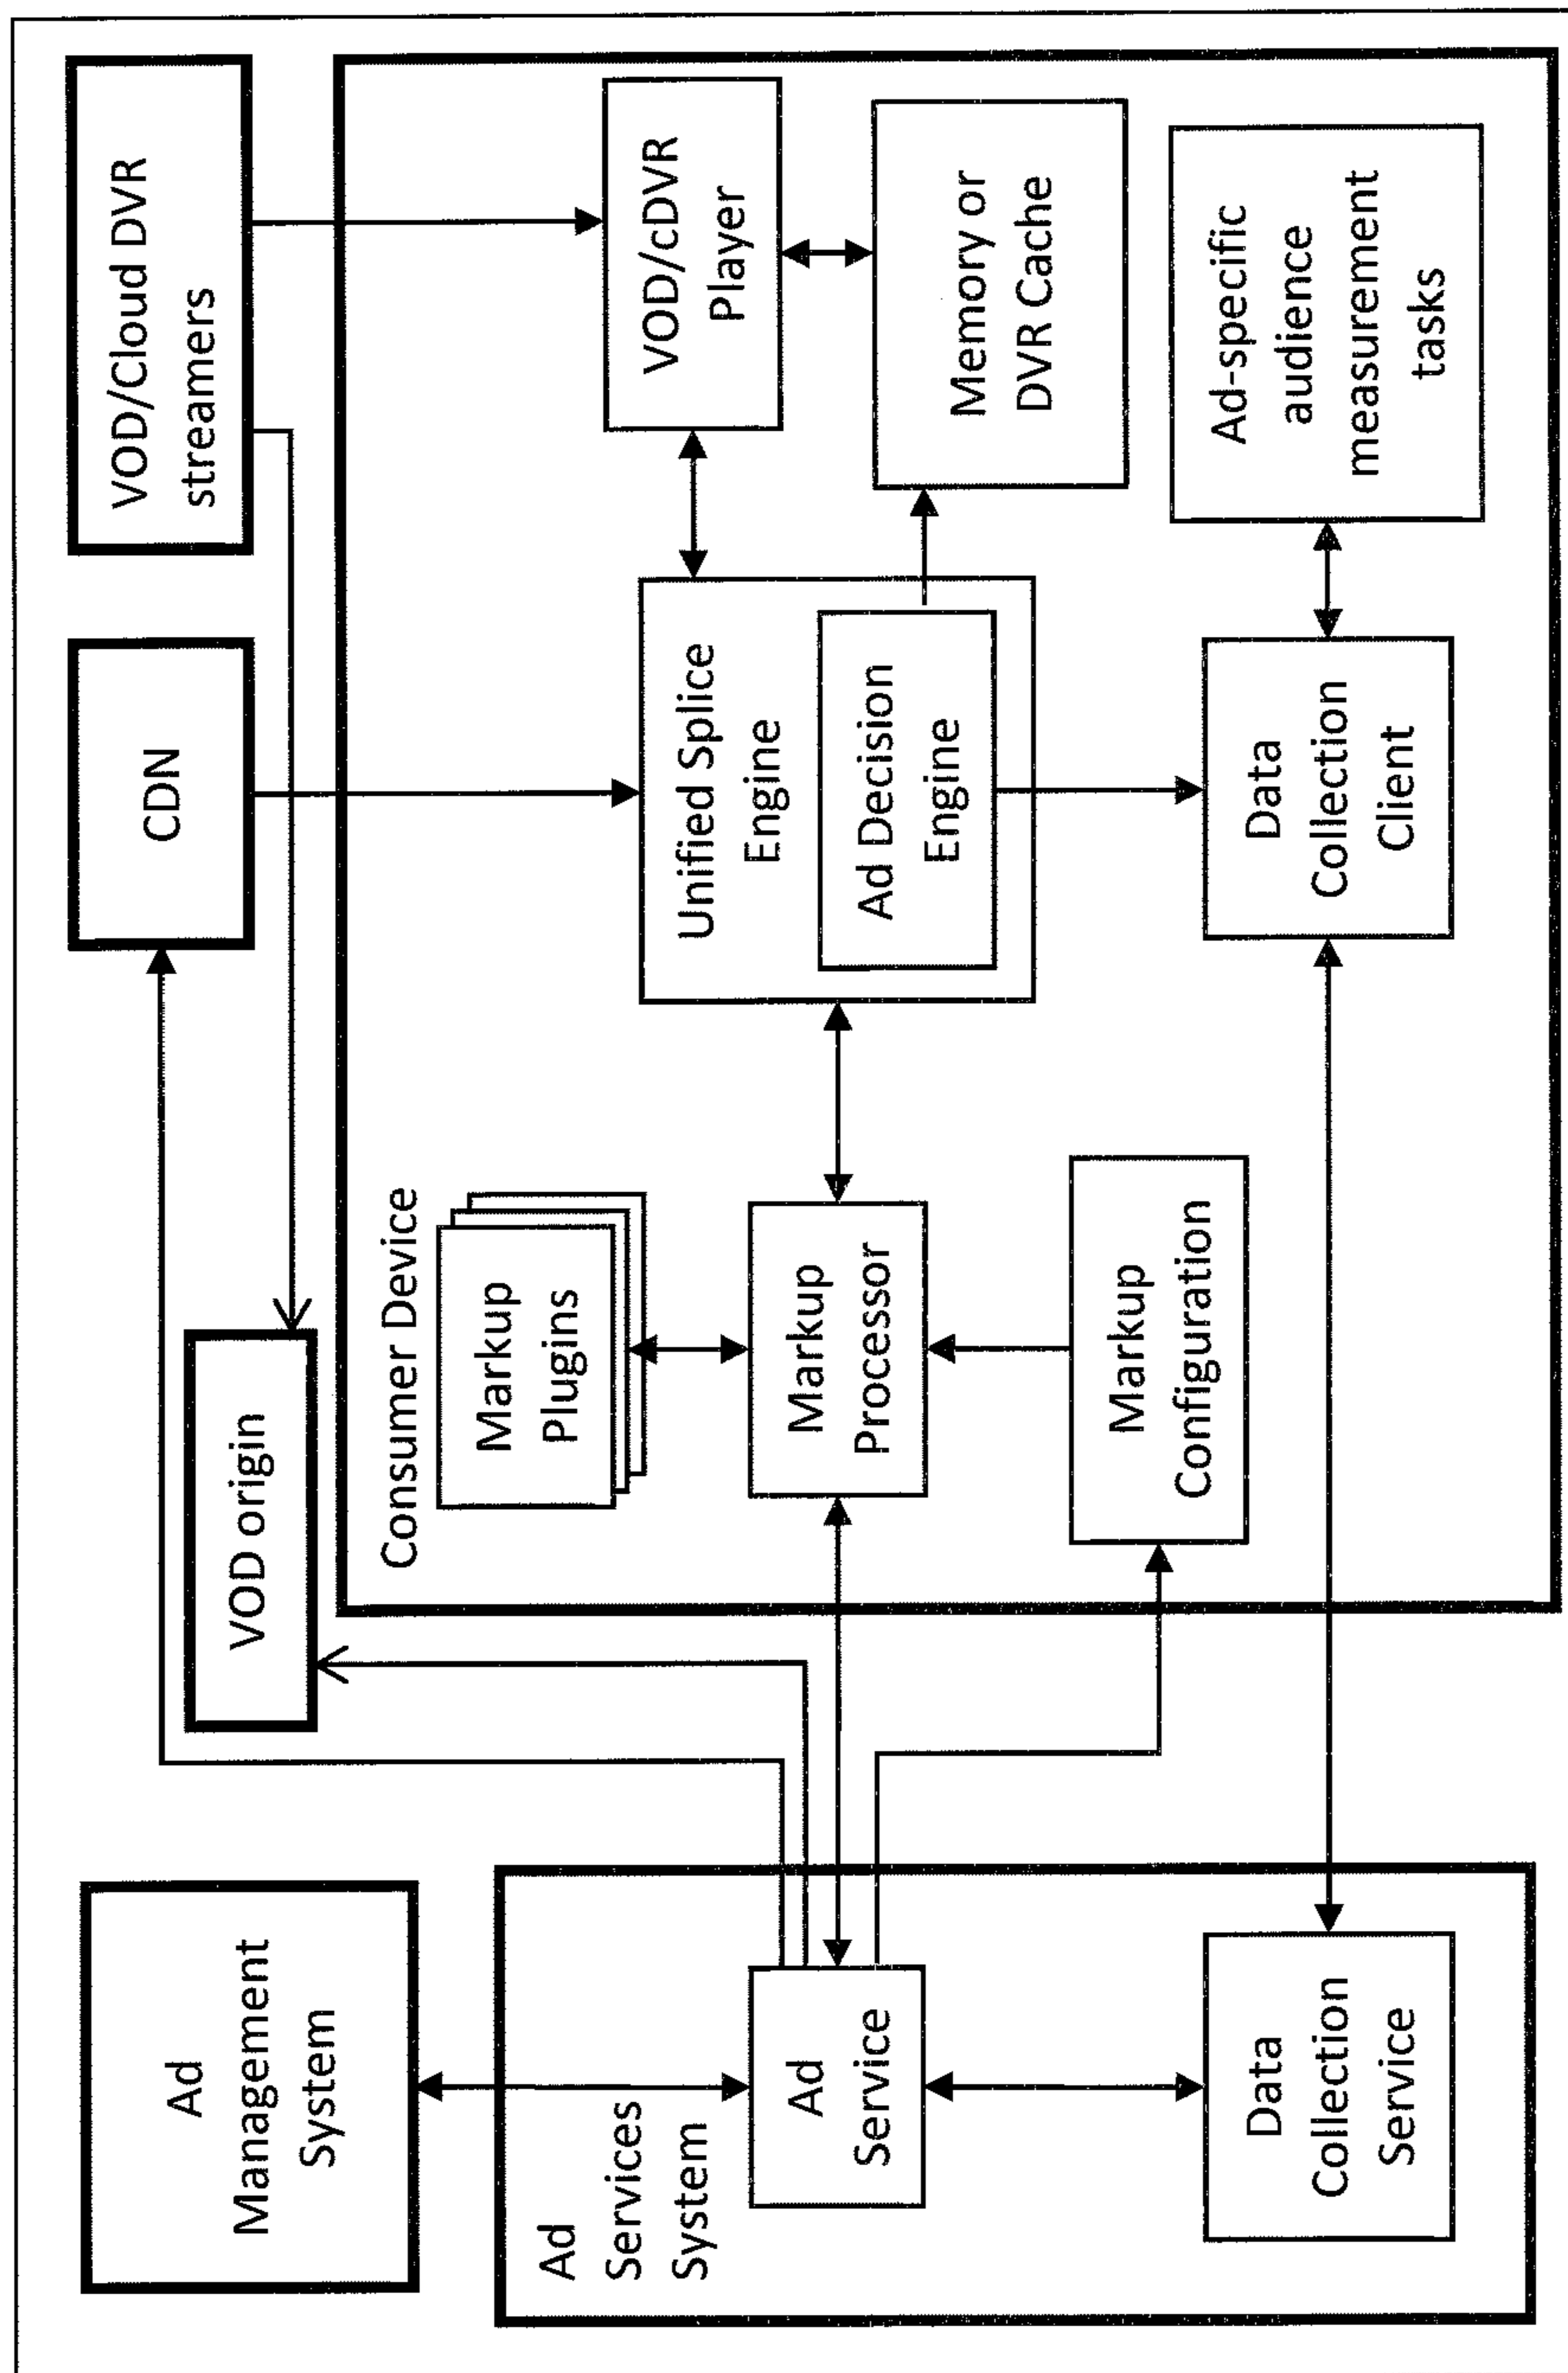 Ad
Management
System
VOD origin
CDN
VOD/Cloud DVR
streamers
Ad
Services
System
Ad
Service
Data
Collection
Service
Consumer Device
Markup
Plugins
Markup
Processor
Markup
Configuration
Unified Splice
Engine
Ad Decision
Engine
Data
Collection
Client
VOD/cDVR
Player
Memory or
DVR Cache
Ad-specific
audience
measurement
tasks